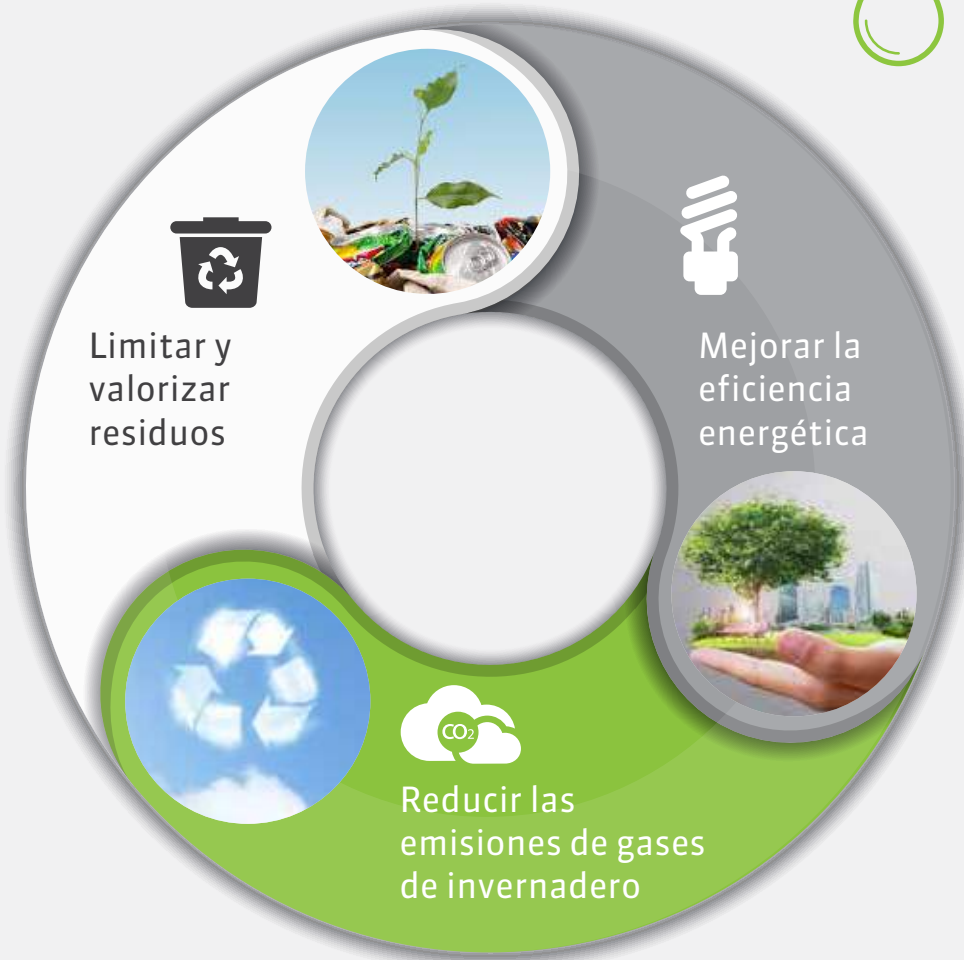 Limitar y
valorizar
residuos
Mejorar la
eficiencia
energética
CO₂
Reducir las
emisiones de gases
de invernadero